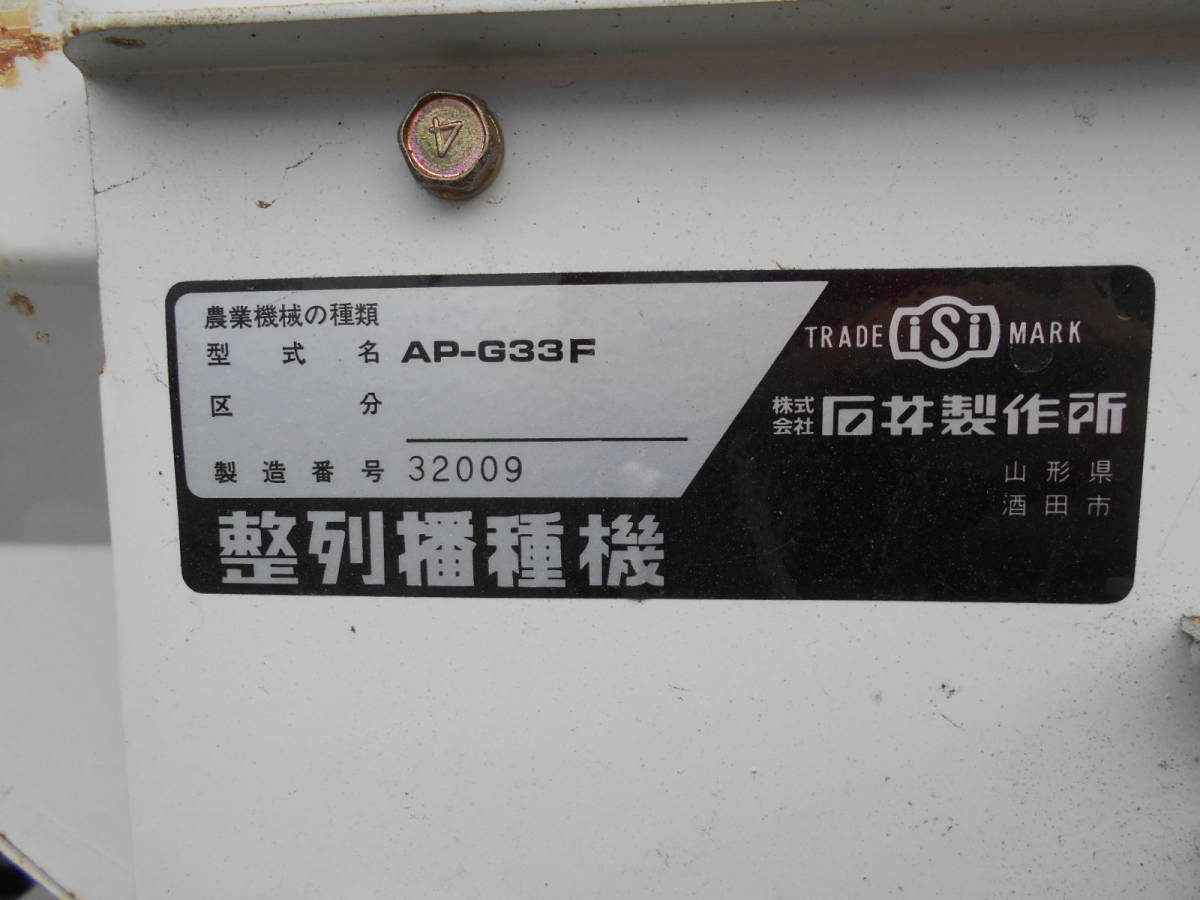 4
農業機械の種類
型式名 AP-G33F
区分
製造番号 32009
整列播種機
TRADE iSi MARK
株式会社 石井製作所
山形県
酒田市